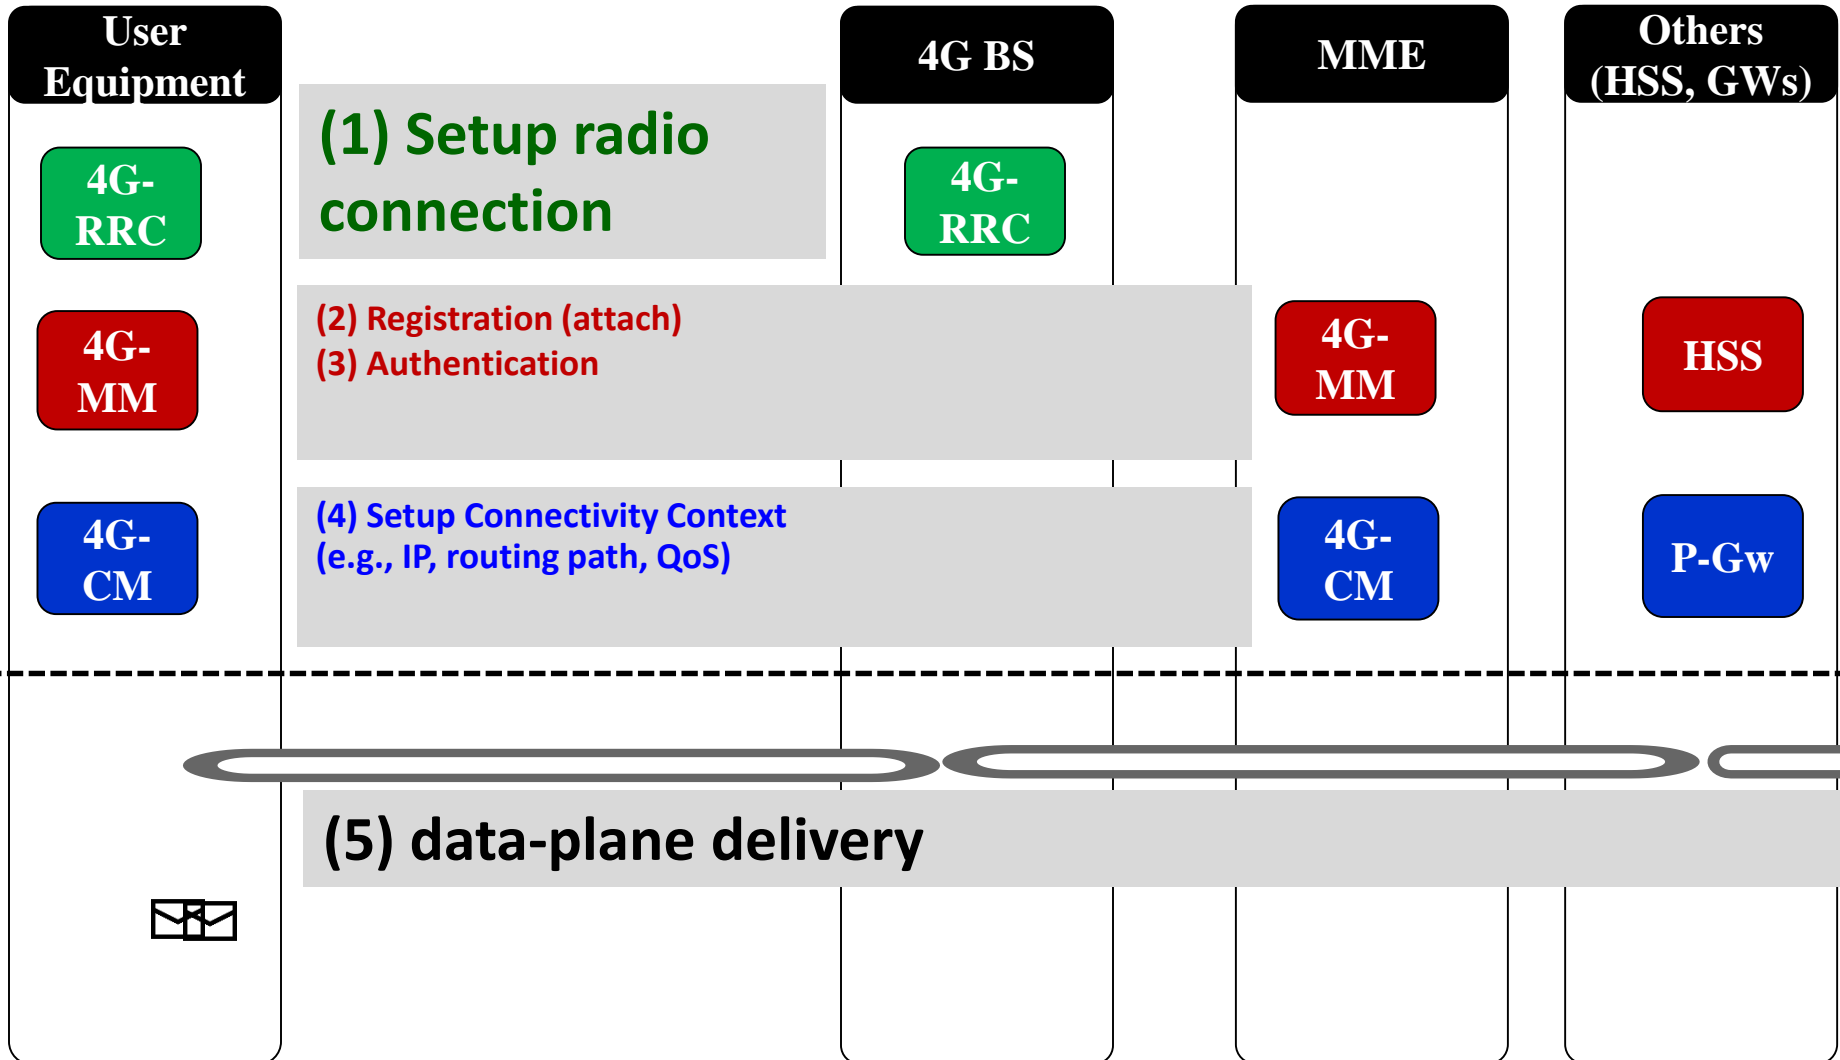 User
Equipment
4G BS
MME
Others
(HSS, GWs)
(1) Setup radio
connection
4G-
RRC
4G-
RRC
(2) Registration (attach)
(3) Authentication
4G-
MM
4G-
MM
HSS
(4) Setup Connectivity Context
(e.g., IP, routing path, QoS)
4G-
CM
4G-
CM
P-Gw
(5) data-plane delivery